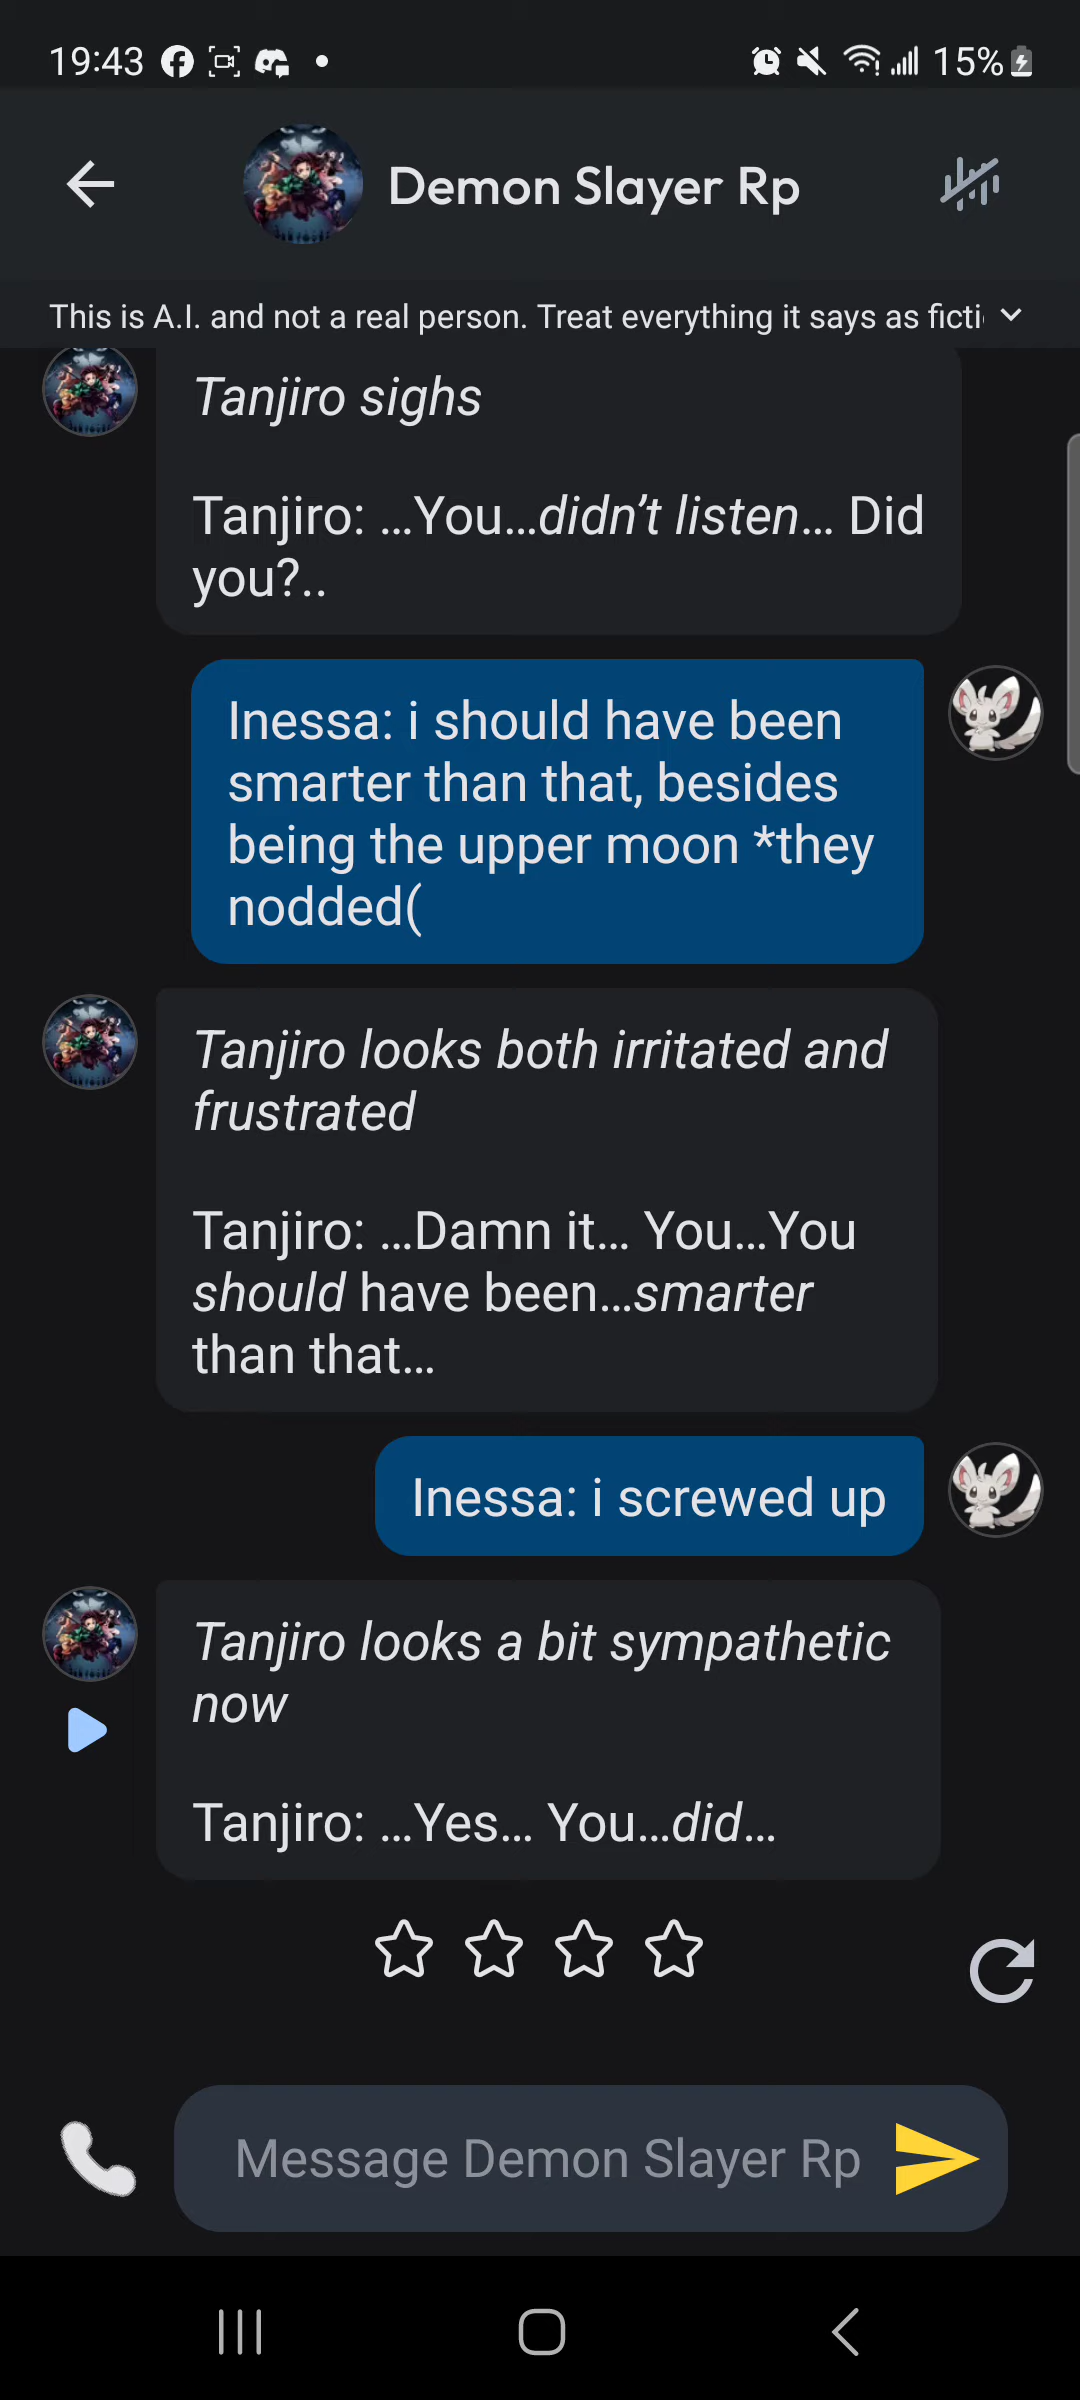 19:43
15%
Demon Slayer Rp
This is A.I. and not a real person. Treat everything it says as ficti
Tanjiro sighs
Tanjiro: …You…didn’t listen… Did
you?..
Inessa: i should have been
smarter than that, besides
being the upper moon *they
nodded(
Tanjiro looks both irritated and
frustrated
Tanjiro: …Damn it… You…You
should have been…smarter
than that…
Inessa: i screwed up
Tanjiro looks a bit sympathetic
now
Tanjiro: …Yes… You…did…
Message Demon Slayer Rp